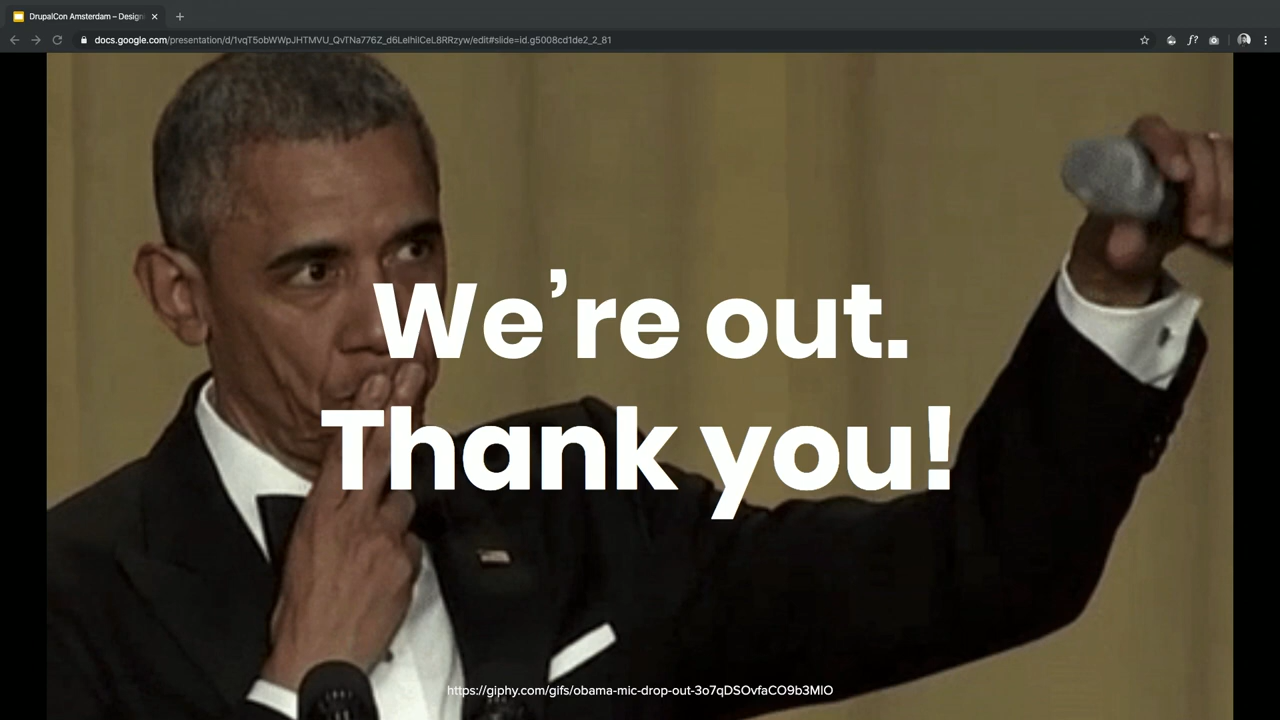 DrupalCon Amsterdam – Design
docs.google.com/presentation/d/1vqT5obWWpJHTMVU_QvTNa776Z_d6LelhilCeL8RRzyw/edit#slide=id.g5008cd1de2_2_81
We’re out.
Thank you!
https://giphy.com/gifs/obama-mic-drop-out-3o7qDSOvfaCO9b3MlO